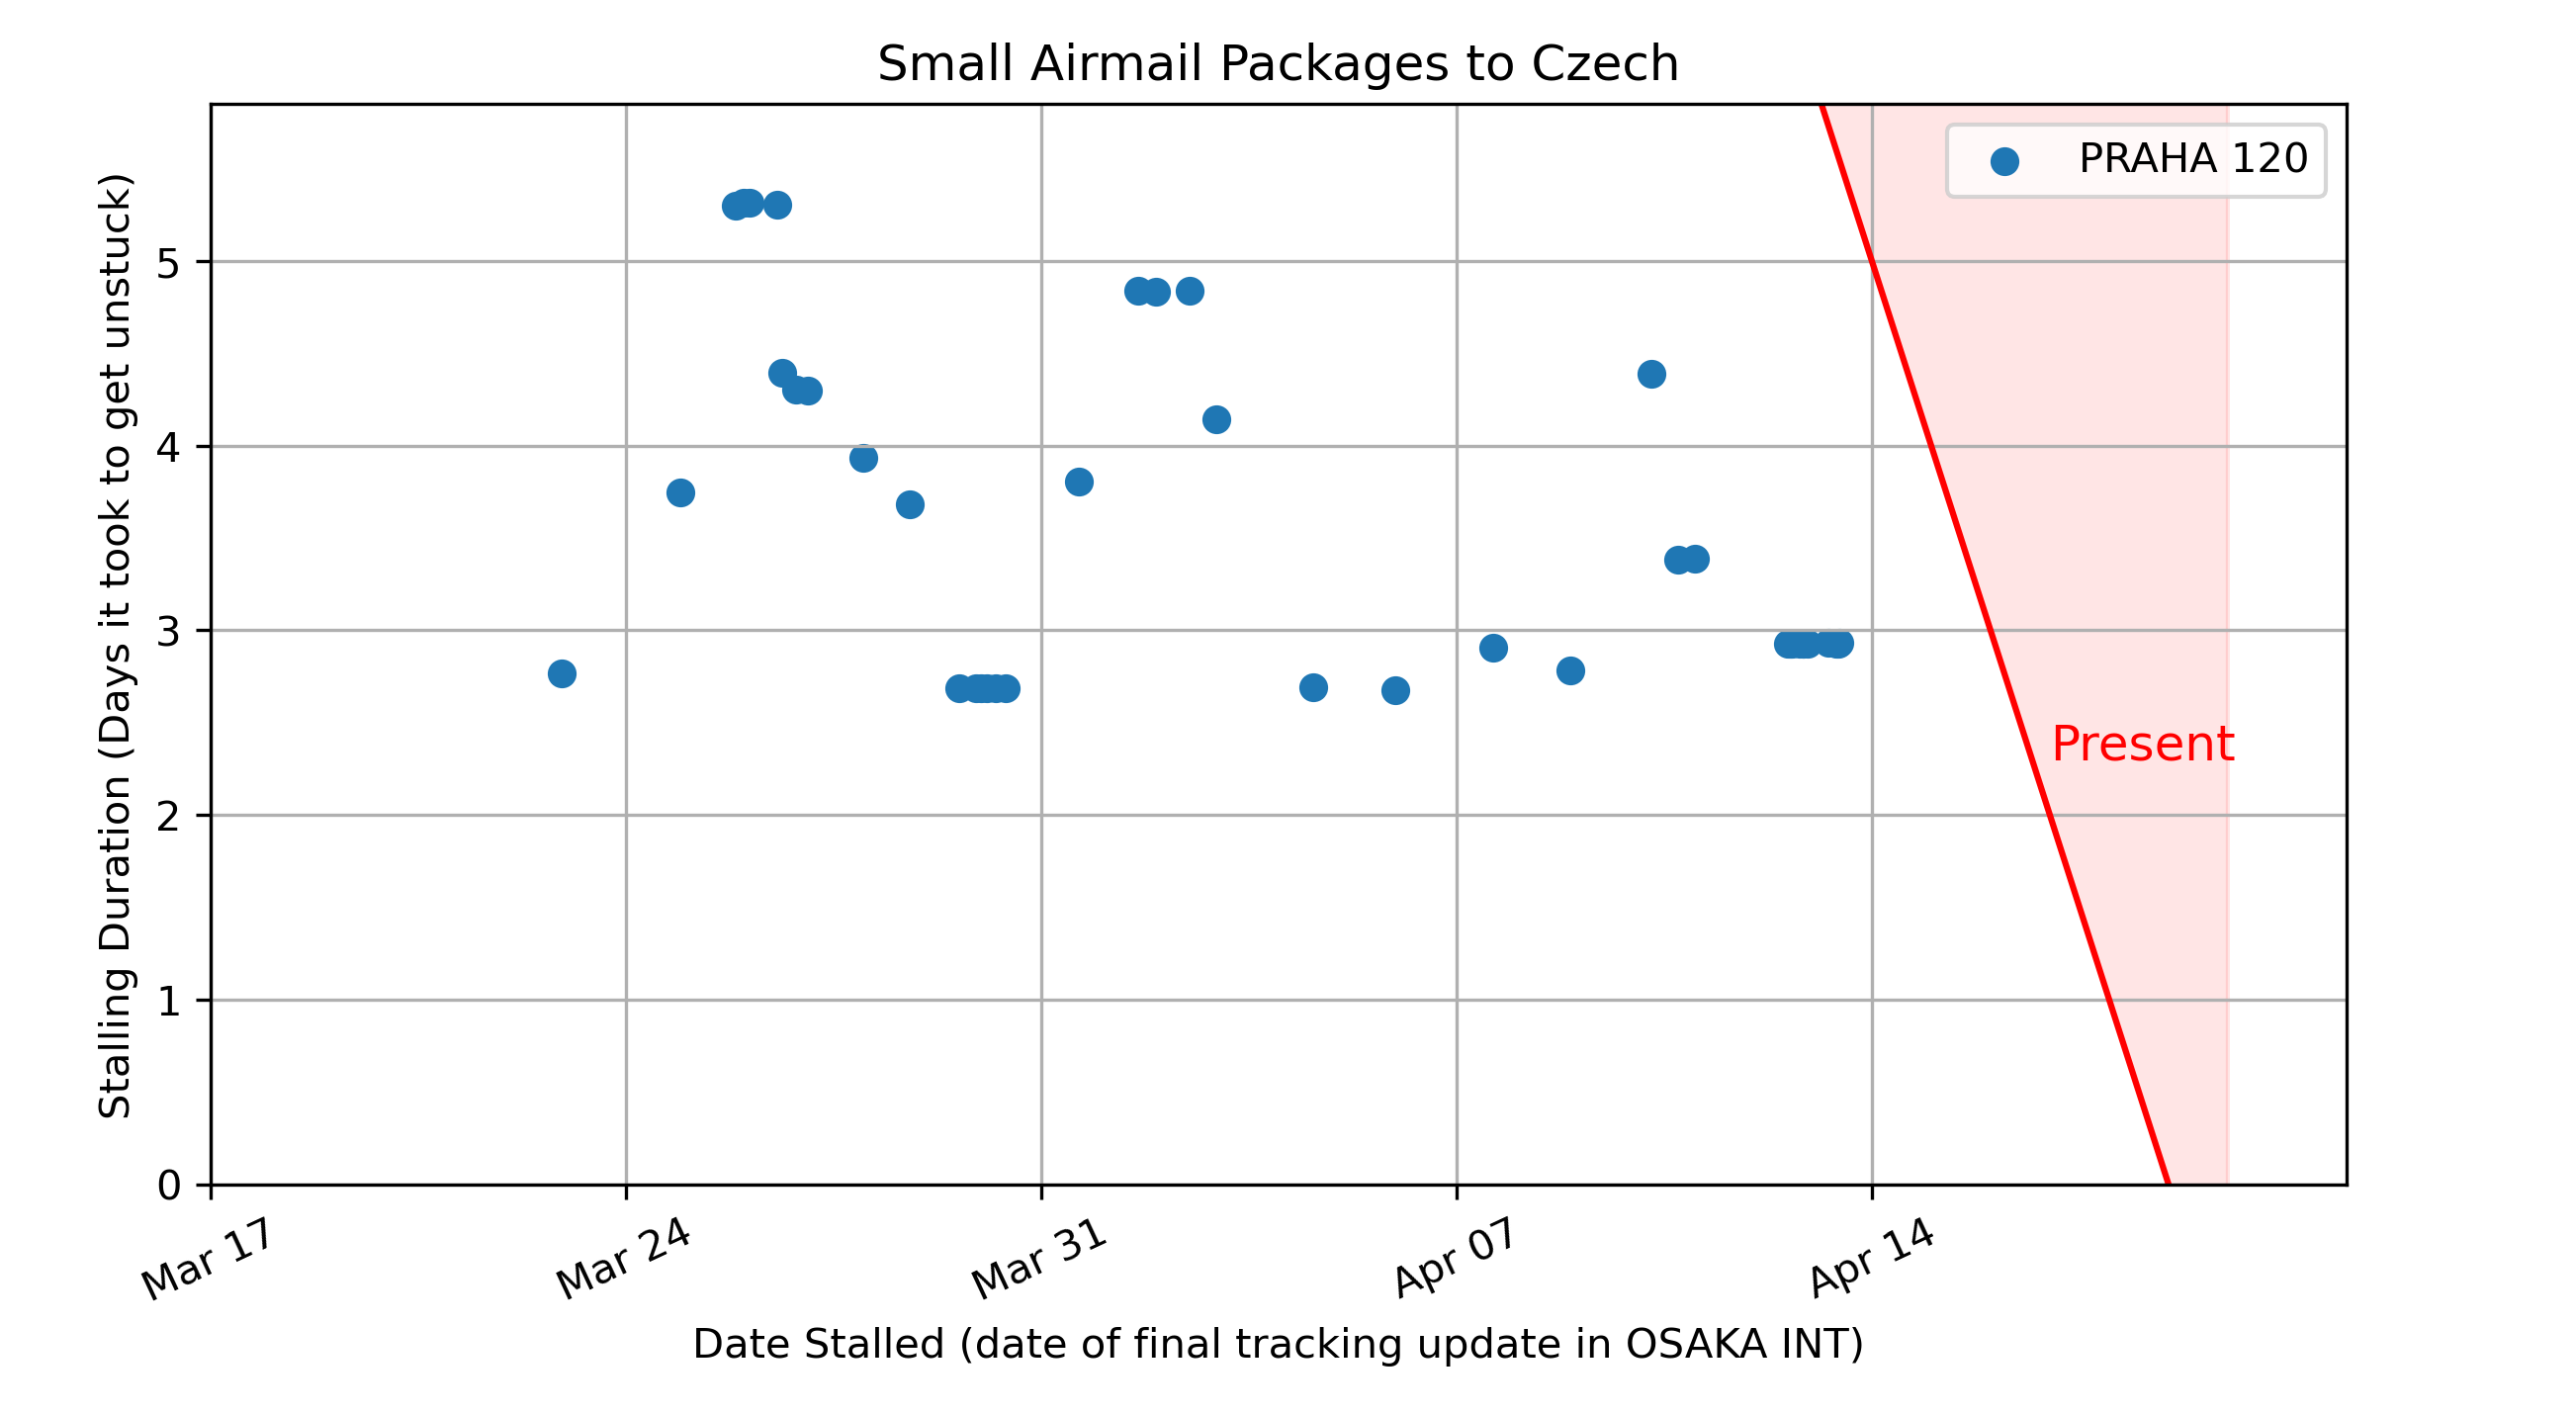 Small Airmail Packages to Czech
PRAHA 120
Stalling Duration (Days it took to get unstuck)
5
4
3
2
1
0
Present
Mar 17
Mar 24
Mar 31
Apr 07
Apr 14
Date Stalled (date of final tracking update in OSAKA INT)